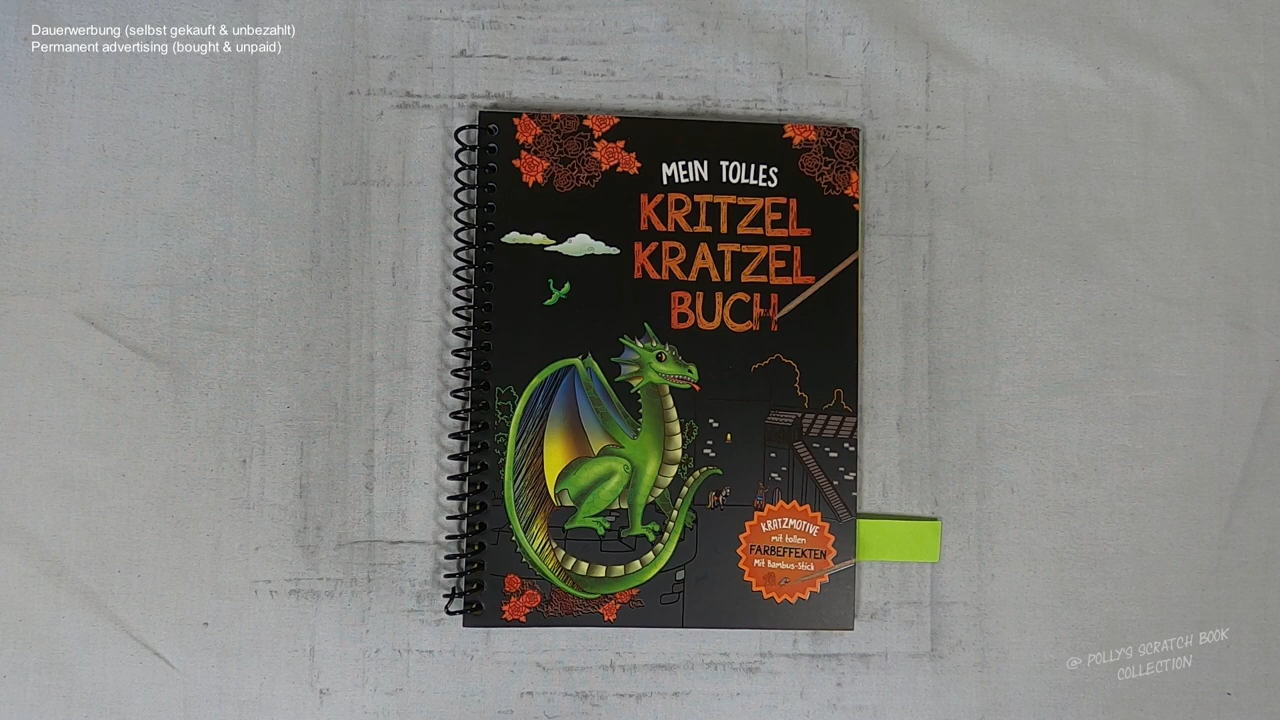 Dauerwerbung (selbst gekauft & unbezahlt)
Permanent advertising (bought & unpaid)
MEIN TOLLES
KRITZEL
KRATZEL
BUCH
KRATZMOTIVE
mit tollen
FARBEFFEKTEN
Mit Bambus-Stick
@ POLLY'S SCRATCH BOOK
COLLECTION